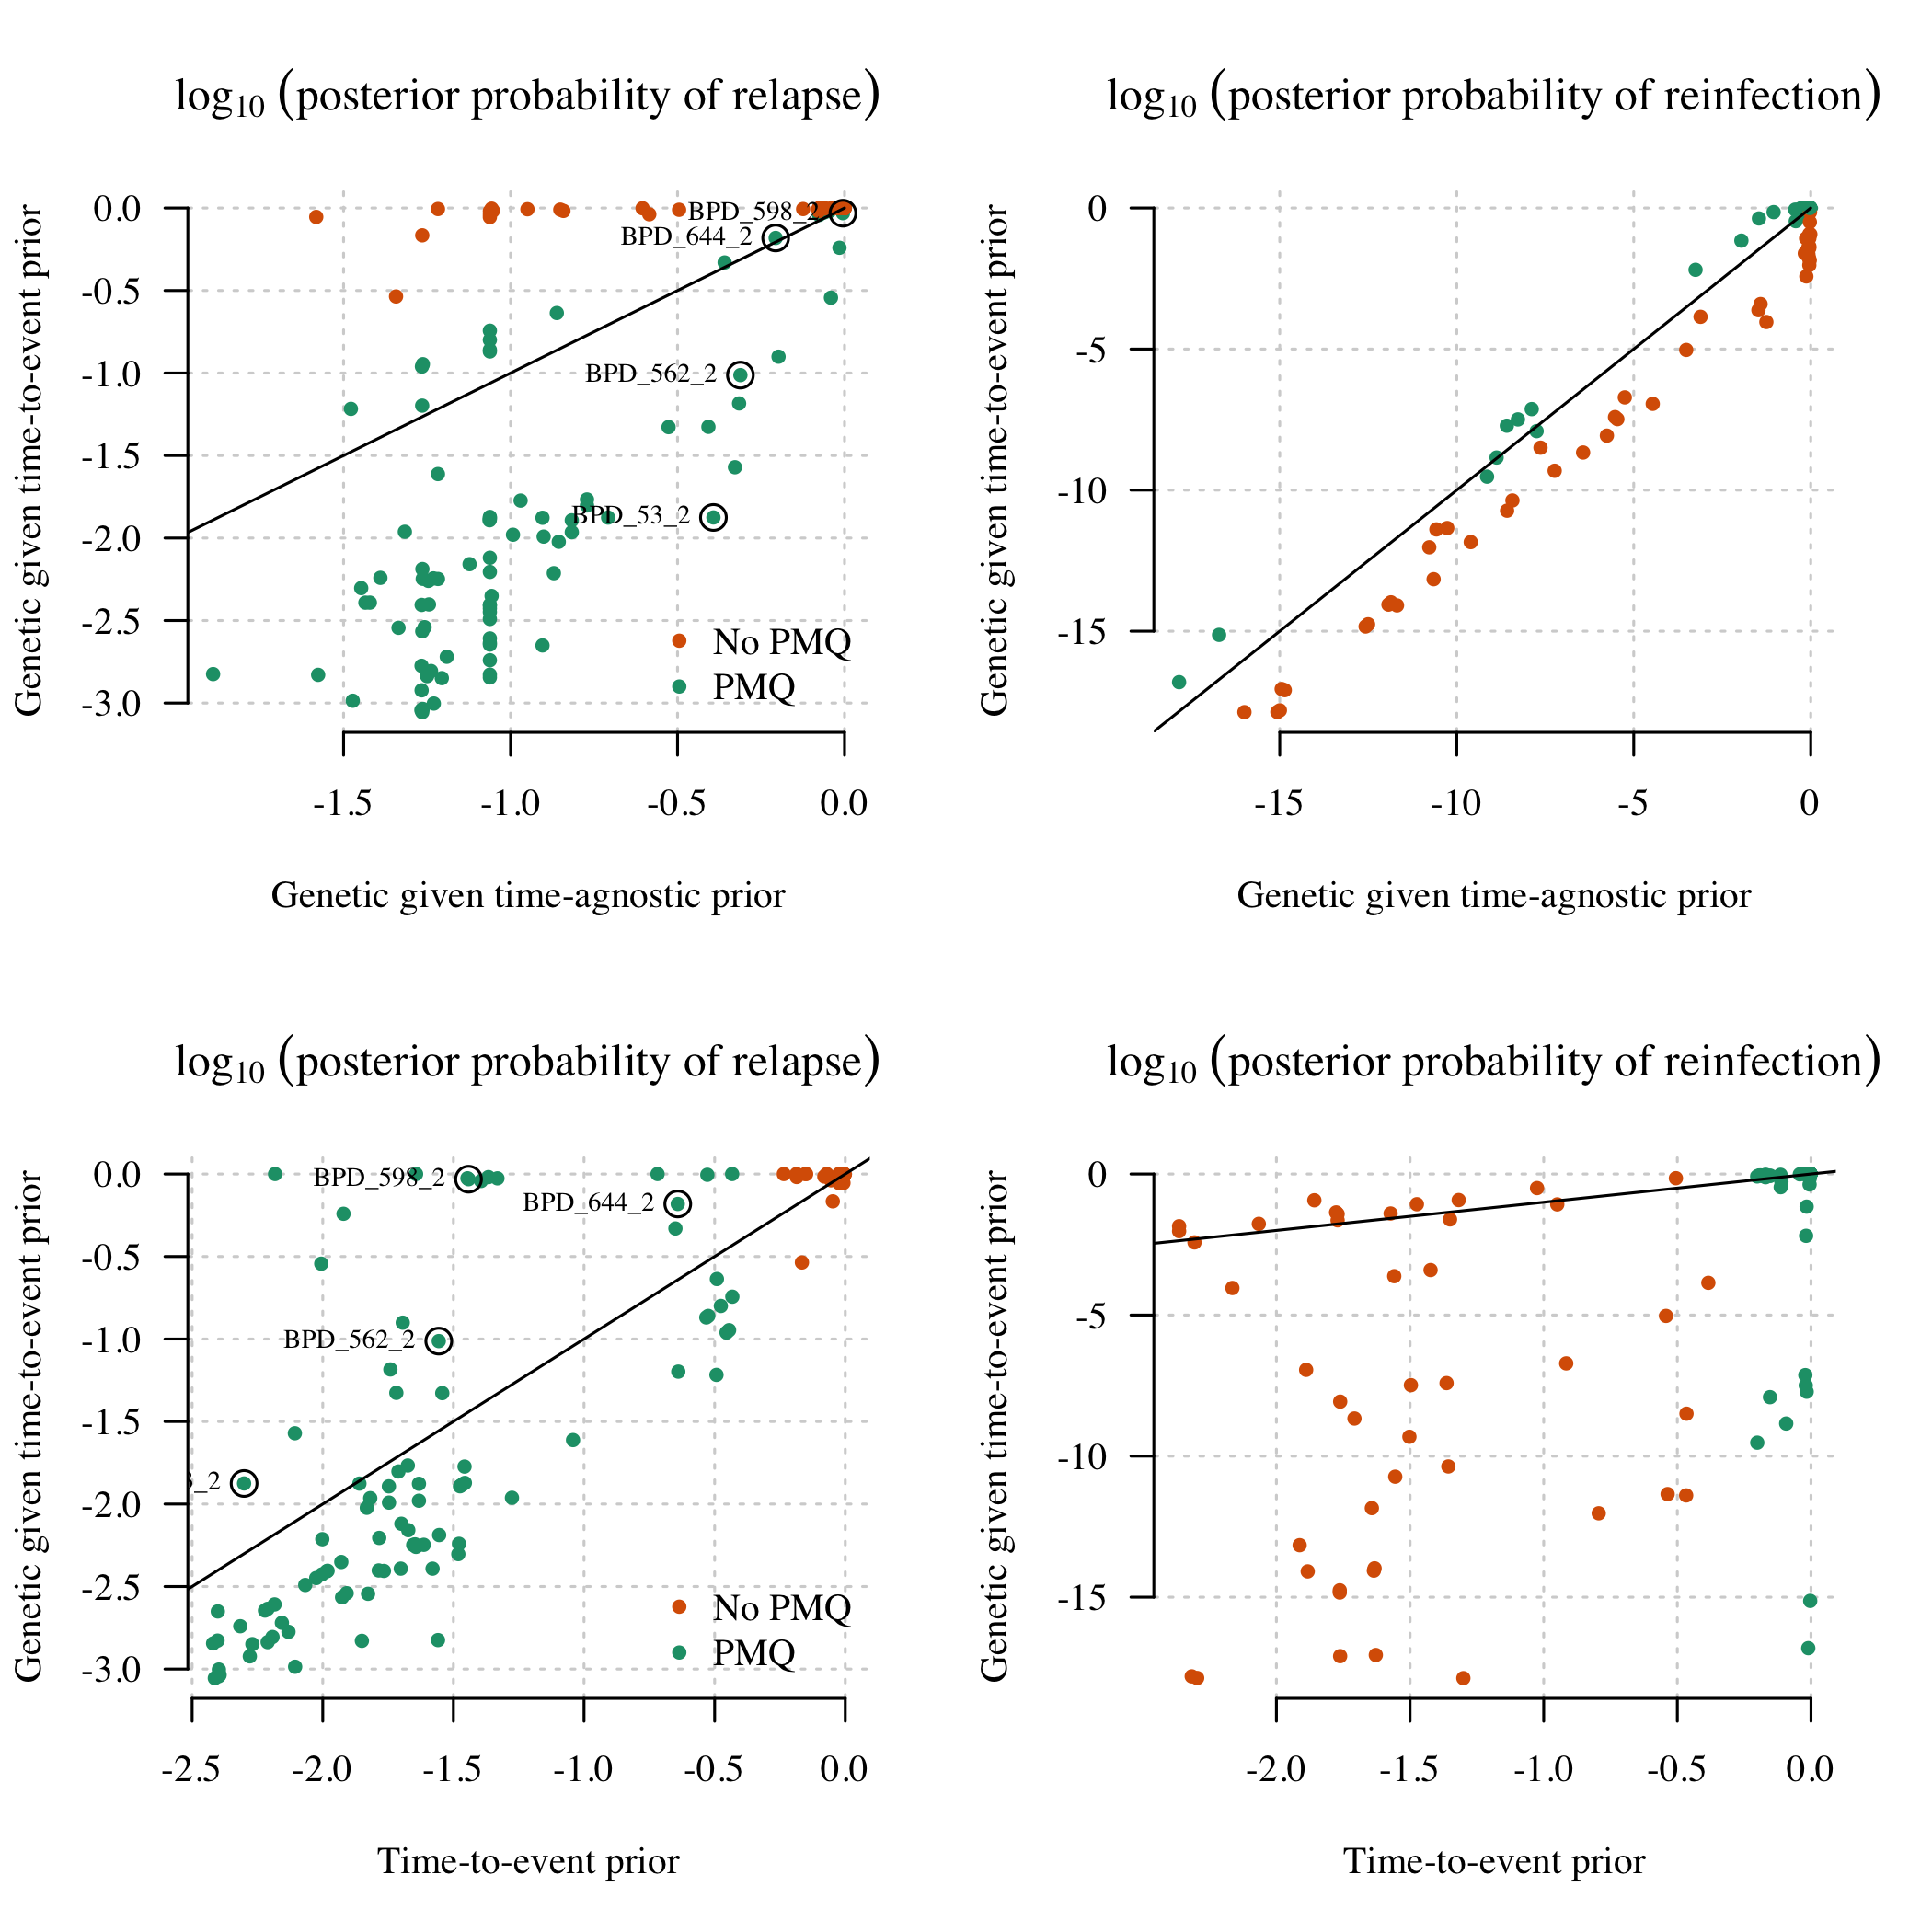 log10 (posterior probability of relapse)
Genetic given time-to-event prior
0.0
-0.5
-1.0
-1.5
-2.0
-2.5
-3.0
BPD_598_2
BPD_644_2
BPD_562_2
BPD_53_2
No PMQ
PMQ
-1.5 -1.0 -0.5 0.0
Genetic given time-agnostic prior
log10 (posterior probability of reinfection)
Genetic given time-to-event prior
0
-5
-10
-15
-15 -10 -5 0
Genetic given time-agnostic prior
log10 (posterior probability of relapse)
Genetic given time-to-event prior
0.0
-0.5
-1.0
-1.5
-2.0
-2.5
-3.0
BPD_598_2
BPD_644_2
BPD_562_2
3_2
No PMQ
PMQ
-2.5 -2.0 -1.5 -1.0 -0.5 0.0
Time-to-event prior
log10 (posterior probability of reinfection)
Genetic given time-to-event prior
0
-5
-10
-15
-2.0 -1.5 -1.0 -0.5 0.0
Time-to-event prior